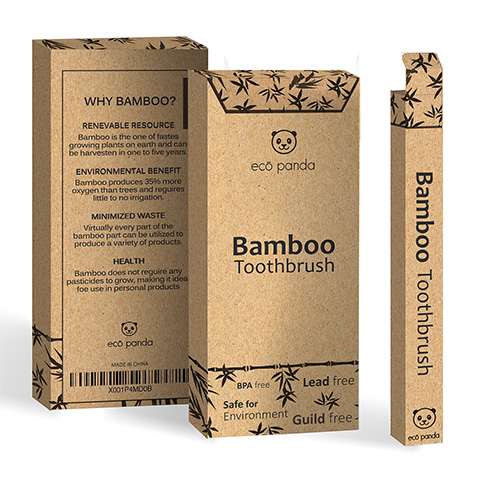 WHY BAMBOO?
RENEVABLE RESOURCE
Bamboo is the one of fastes
growing plants on earth and can
be harvesten in one to five years.
ENVIRONMENTAL BENEFIT
Bamboo produces 35% more
oxygen than trees and reguires
little to no irrigation.
MINIMIZED WASTE
Virtually every part of the
bamboo part can be utilized to
produce a variety of products.
HEALTH
Bamboo does not reguire any
pasticides to grow, making it idea
foe use in personal products
ecō panda
MADE IN CHINA
X001P4MD0B
ecō panda
Bamboo
Toothbrush
BPA free
Lead free
Safe for
Environment
Guild free
Bamboo Toothbrush
ecō panda